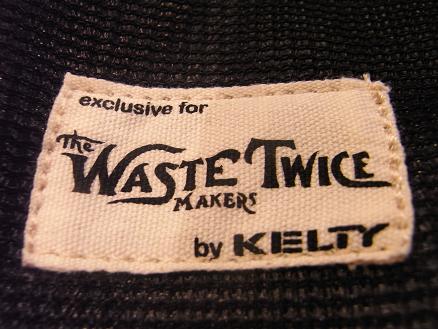 exclusive for
The WASTE TWICE
MAKERS
by KELTY